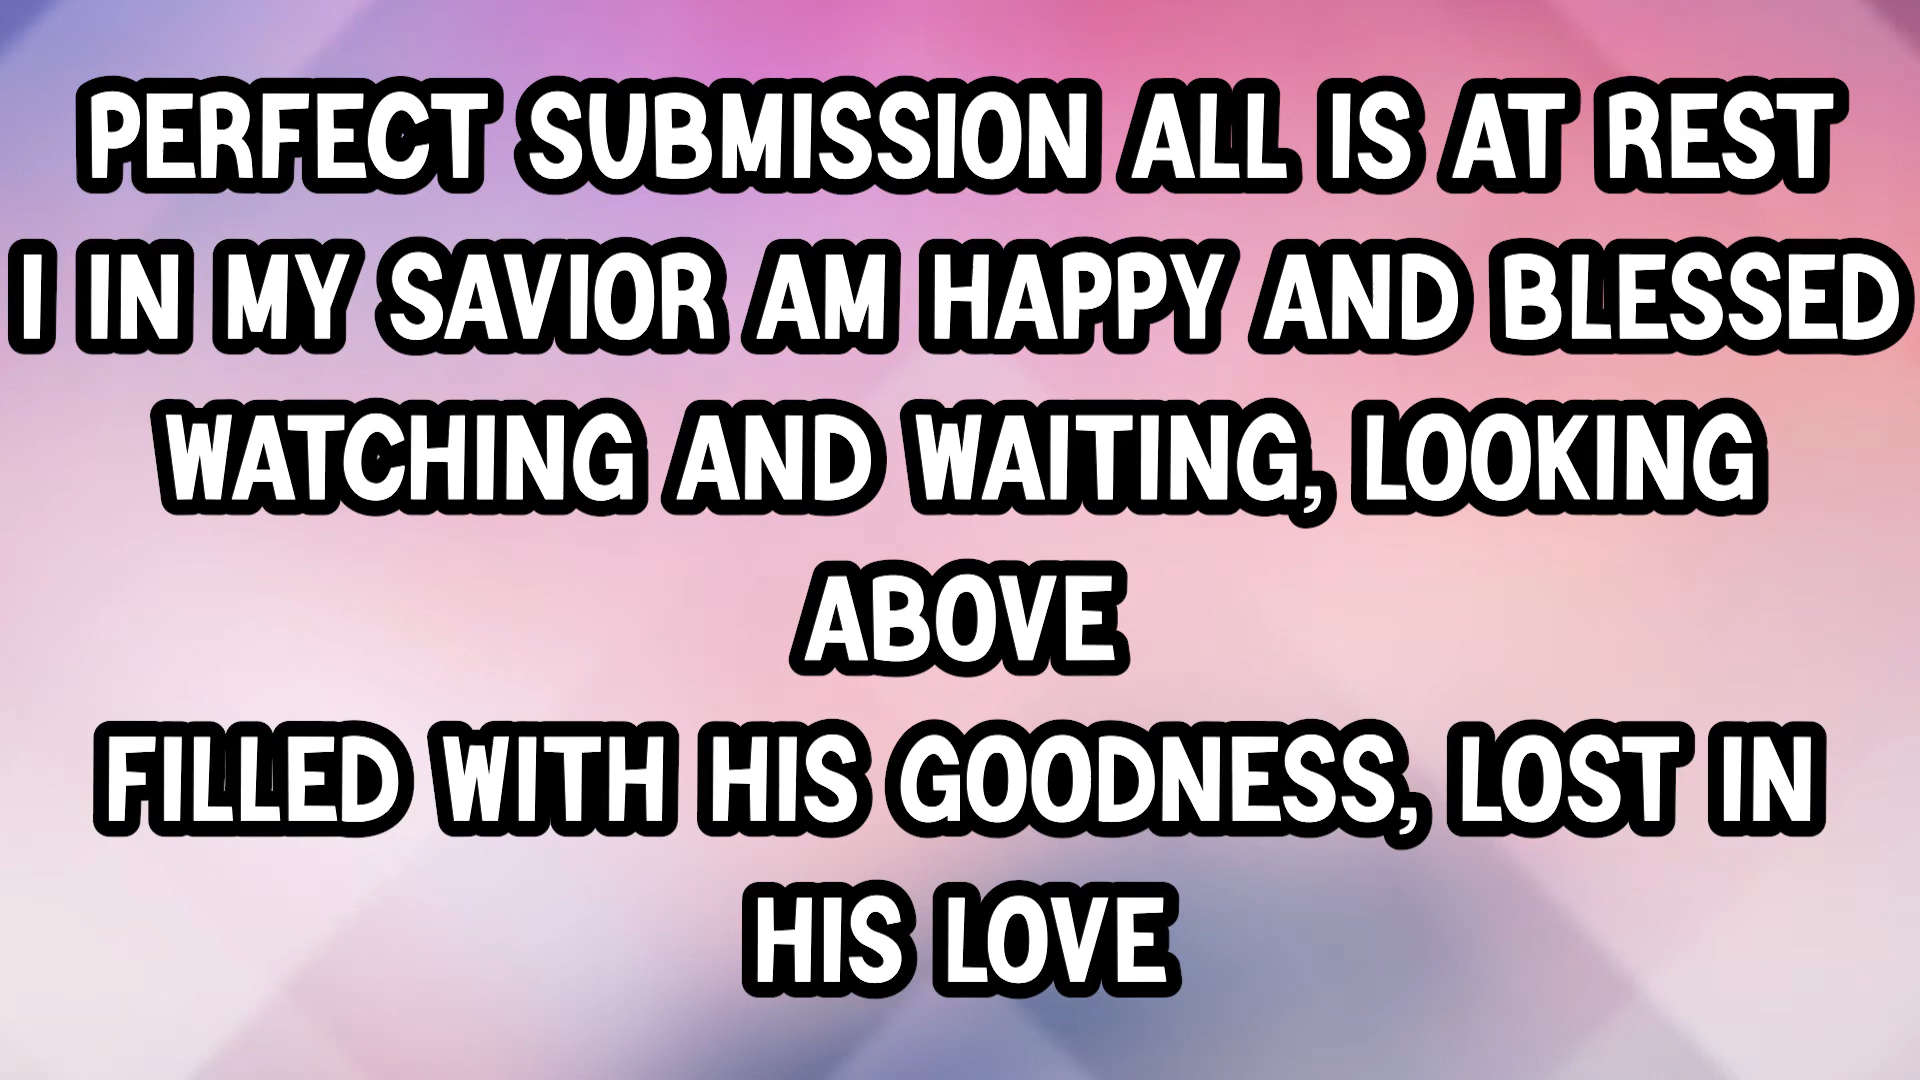 PERFECT SUBMISSION ALL IS AT REST
I IN MY SAVIOR AM HAPPY AND BLESSED
WATCHING AND WAITING, LOOKING
ABOVE
FILLED WITH HIS GOODNESS, LOST IN
HIS LOVE